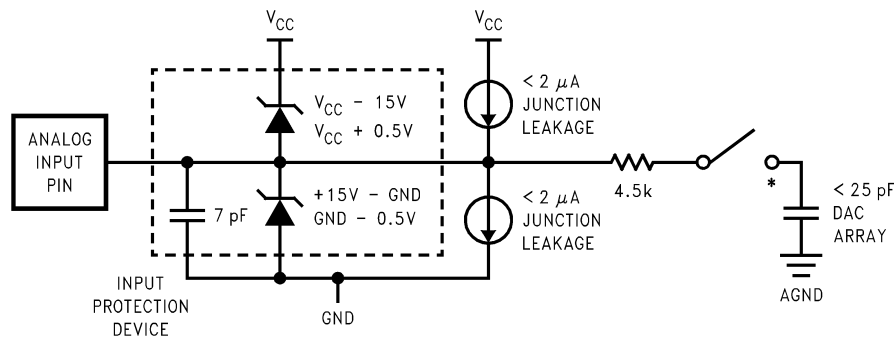 V_CC
V_CC
< 2 μA
JUNCTION
LEAKAGE
V_CC – 15V
V_CC + 0.5V
ANALOG
INPUT
PIN
4.5k
*
+15V – GND
GND – 0.5V
7 pF
< 2 μA
JUNCTION
LEAKAGE
< 25 pF
DAC
ARRAY
INPUT
PROTECTION
DEVICE
GND
AGND